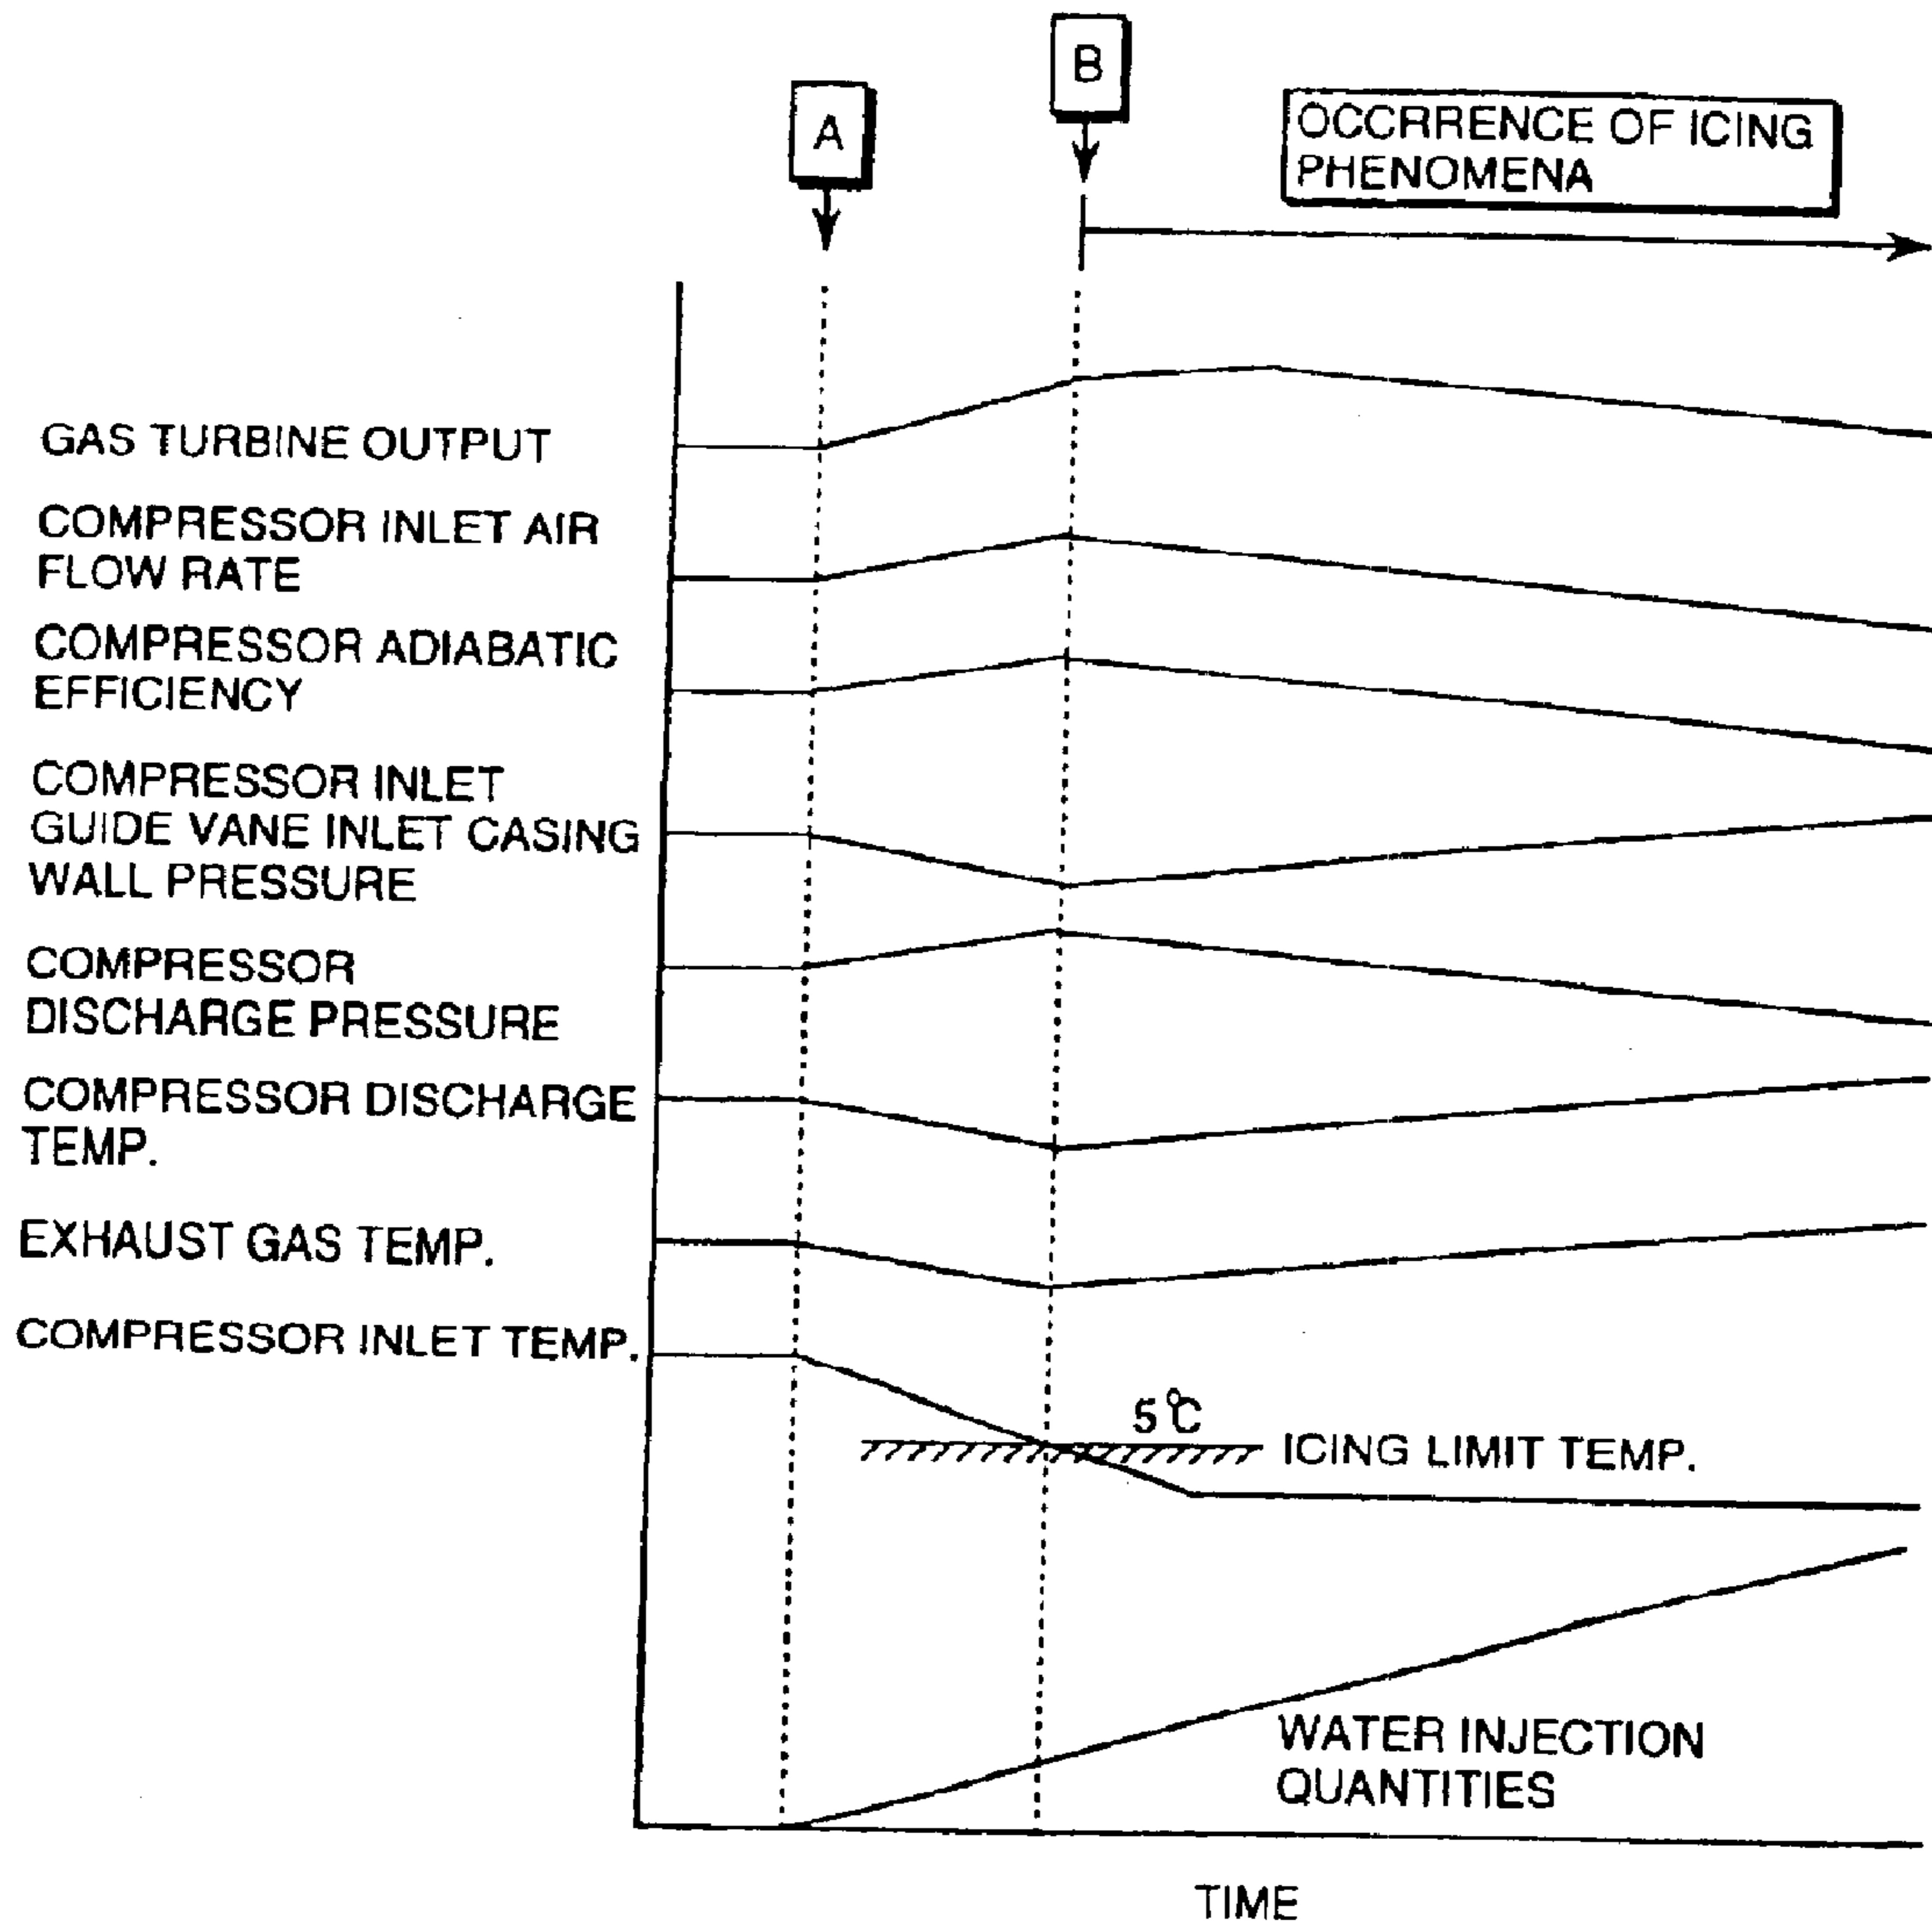 A
B
OCCRRENCE OF ICING
PHENOMENA
GAS TURBINE OUTPUT
COMPRESSOR INLET AIR
FLOW RATE
COMPRESSOR ADIABATIC
EFFICIENCY
COMPRESSOR INLET
GUIDE VANE INLET CASING
WALL PRESSURE
COMPRESSOR
DISCHARGE PRESSURE
COMPRESSOR DISCHARGE
TEMP.
EXHAUST GAS TEMP.
COMPRESSOR INLET TEMP.
5℃
ICING LIMIT TEMP.
WATER INJECTION
QUANTITIES
TIME